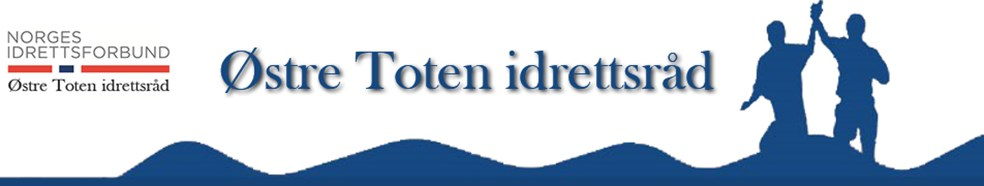 NORGES
IDRETTSFORBUND
Østre Toten idrettsråd
Østre Toten idrettsråd